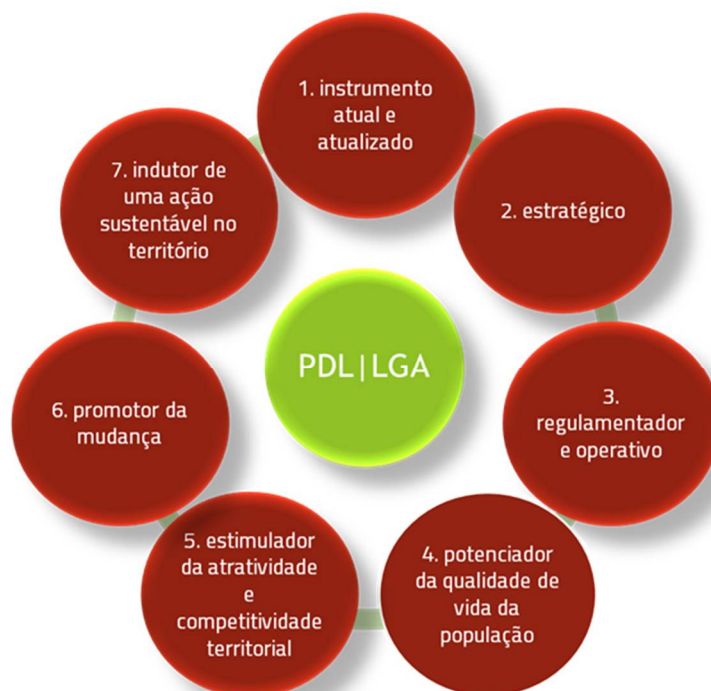 1. instrumento
atual e
atualizado
2. estratégico
3.
regulamentador
e operativo
4. potenciador
da qualidade de
vida da
população
5. estimulador
da atratividade
e
competitividade
territorial
6. promotor da
mudança
7. indutor de
uma ação
sustentável no
território
PDL|LGA